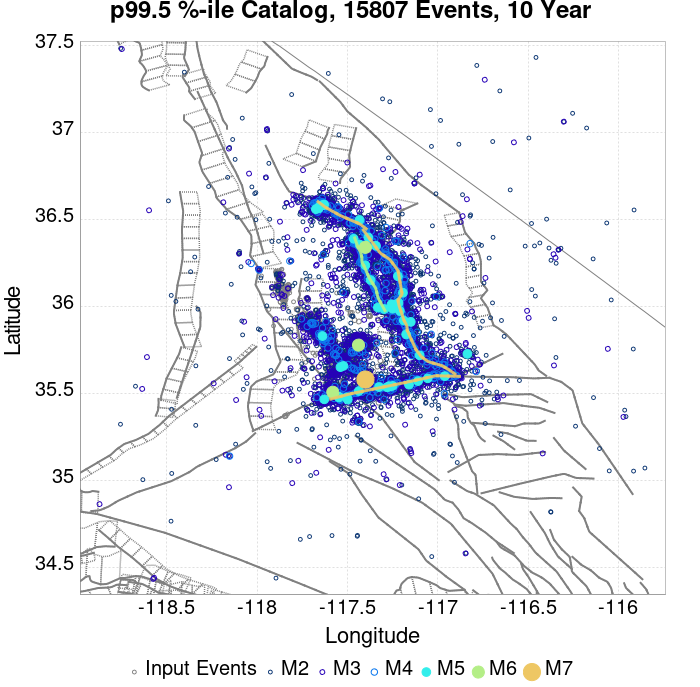 p99.5 %-ile Catalog, 15807 Events, 10 Year
37.5
37
36.5
36
35.5
35
34.5
Latitude
-118.5 -118 -117.5 -117 -116.5 -116
Longitude
Input Events M2 M3 M4 M5 M6 M7